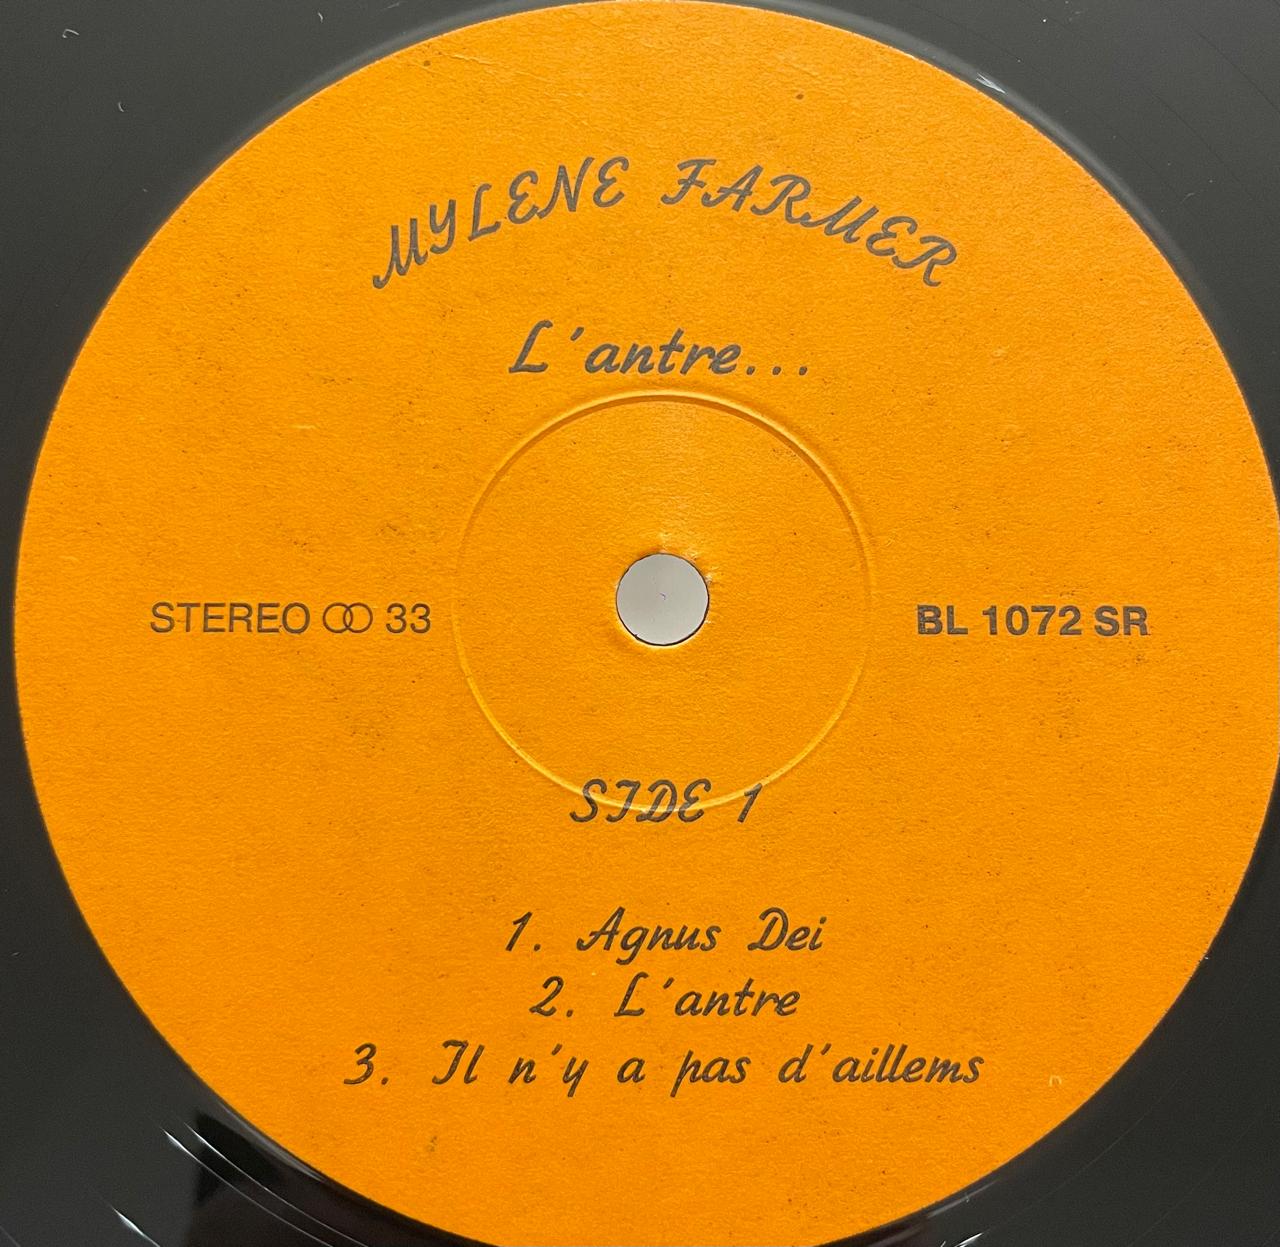 MYLENE FARMER
L'antre...
STEREO 33
BL 1072 SR
SIDE 1
1. Agnus Dei
2. L'antre
3. Il n'y a pas d'aillems